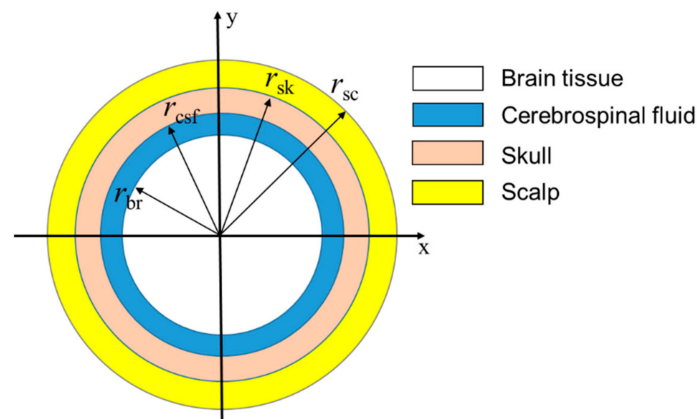 y
r_sk
r_sc
r_csf
r_br
x
Brain tissue
Cerebrospinal fluid
Skull
Scalp